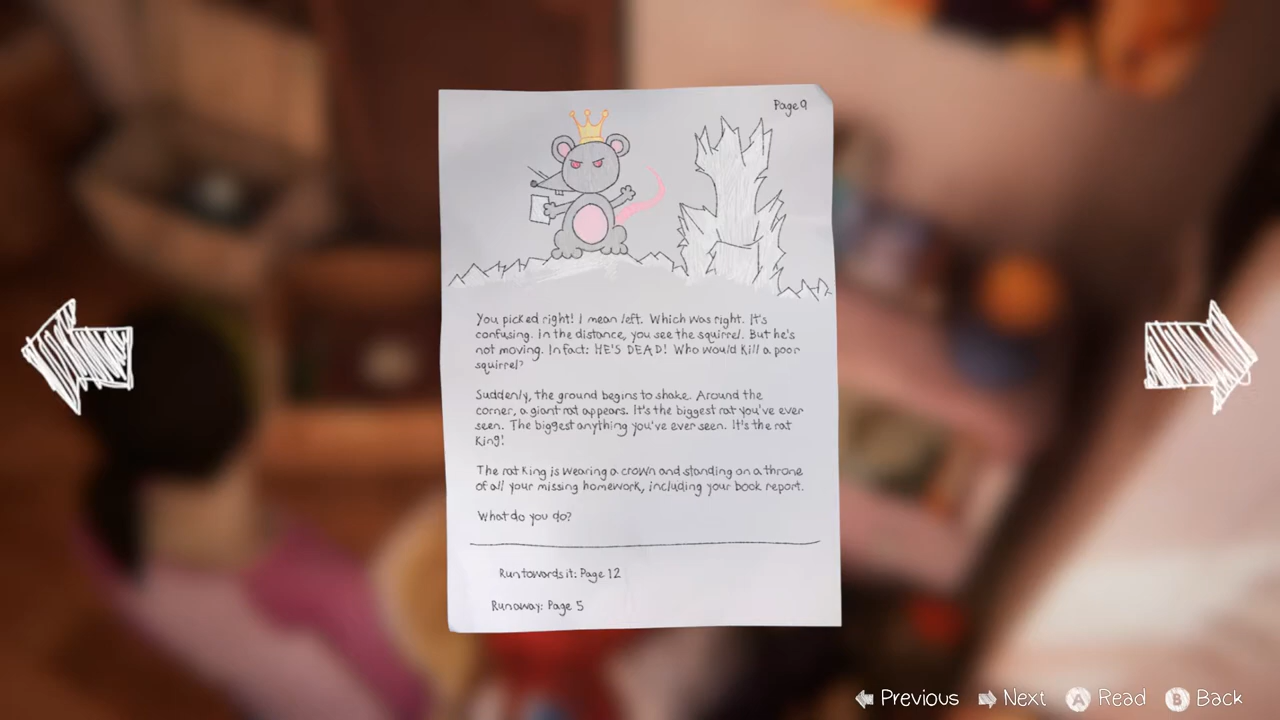 Page 9
You picked right! I mean left. Which was right. It's
confusing. In the distance, you see the squirrel. But he's
not moving. In fact: HE'S DEAD! Who would kill a poor
squirrel?
Suddenly, the ground begins to shake. Around the
corner, a giant rat appears. It's the biggest rat you've ever
seen. The biggest anything you've ever seen. It's the rat
king!
The rat king is wearing a crown and standing on a throne
of all your missing homework, including your book report.
What do you do?
Run towards it: Page 12
Run away: Page 5
Previous Next A Read B Back